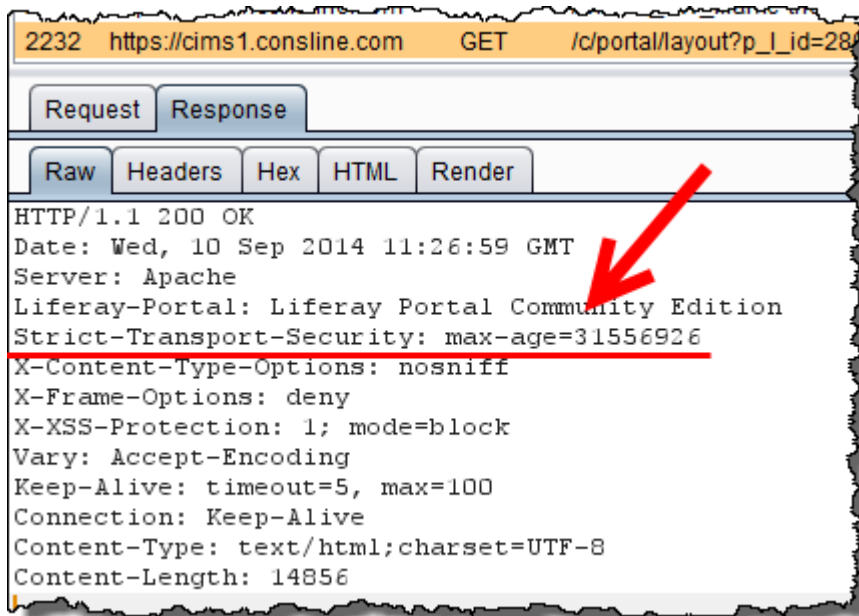 2232 https://cims1.consline.com GET /c/portal/layout?p_l_id=28
Request Response
Raw Headers Hex HTML Render
HTTP/1.1 200 OK
Date: Wed, 10 Sep 2014 11:26:59 GMT
Server: Apache
Liferay-Portal: Liferay Portal Community Edition
Strict-Transport-Security: max-age=31556926
X-Content-Type-Options: nosniff
X-Frame-Options: deny
X-XSS-Protection: 1; mode=block
Vary: Accept-Encoding
Keep-Alive: timeout=5, max=100
Connection: Keep-Alive
Content-Type: text/html;charset=UTF-8
Content-Length: 14856